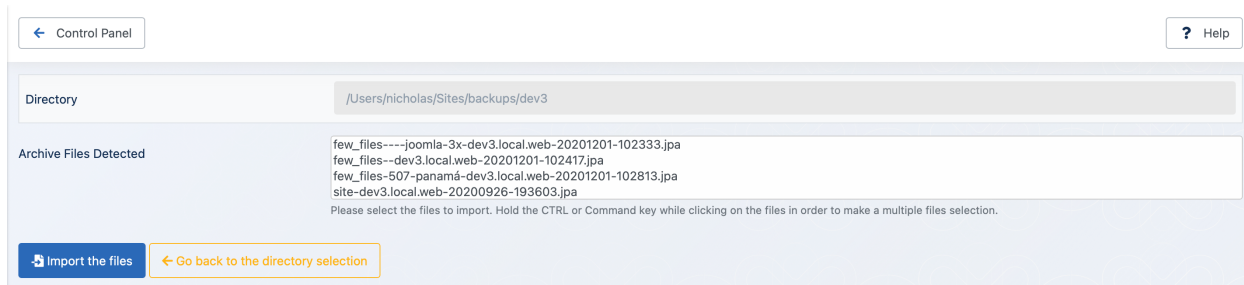 Control Panel
? Help
Directory
/Users/nicholas/Sites/backups/dev3
Archive Files Detected
few_files----joomla-3x-dev3.local.web-20201201-102333.jpa
few_files--dev3.local.web-20201201-102417.jpa
few_files-507-panamá-dev3.local.web-20201201-102813.jpa
site-dev3.local.web-20200926-193603.jpa
Please select the files to import. Hold the CTRL or Command key while clicking on the files in order to make a multiple files selection.
Import the files
Go back to the directory selection